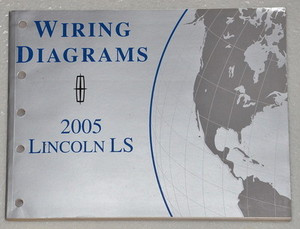 WIRING
DIAGRAMS
2005
LINCOLN LS